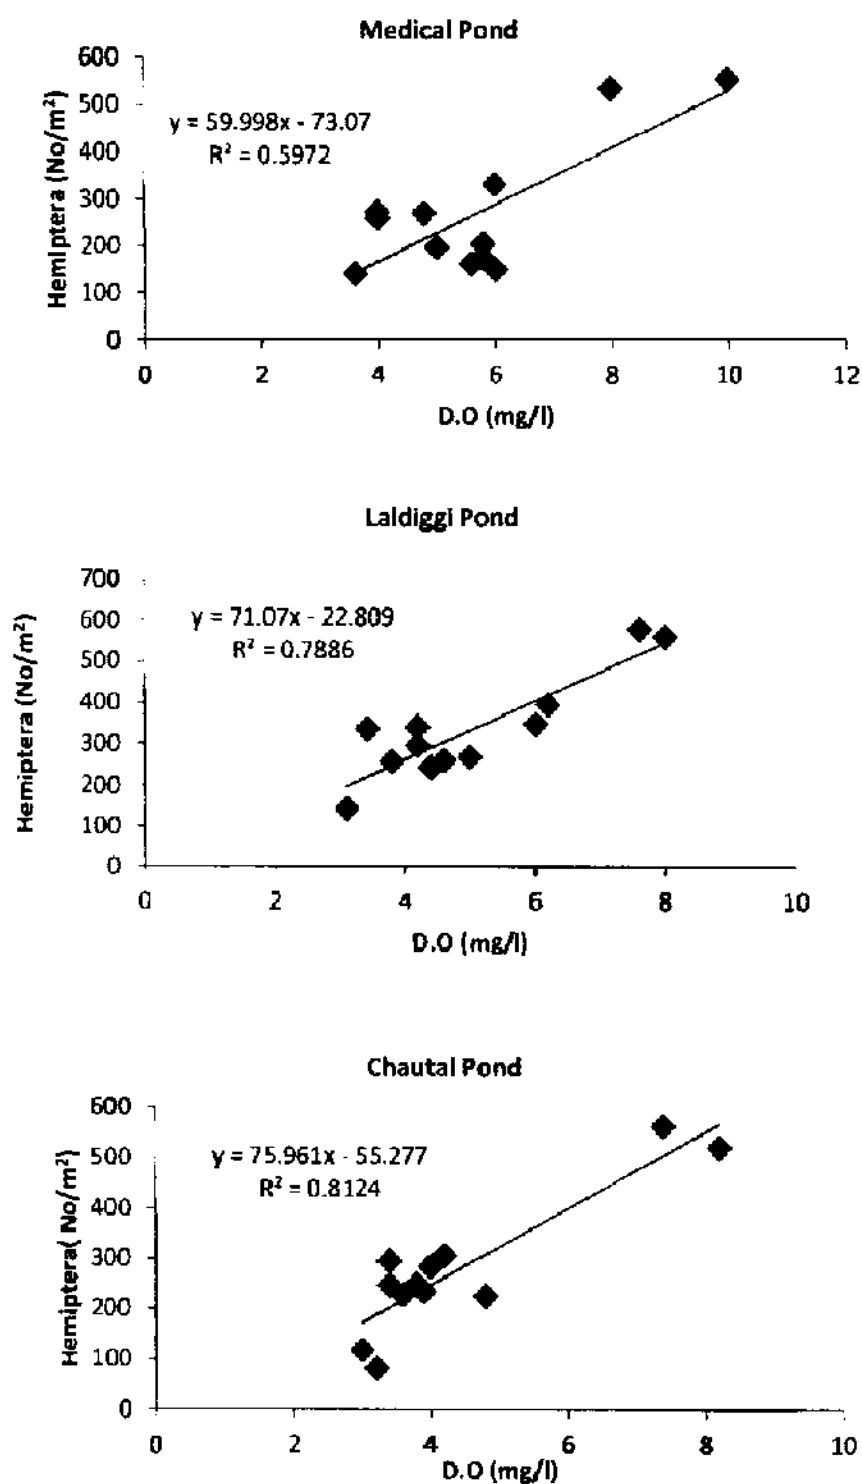 Medical Pond
600
500
400
300
200
100
0
Hemiptera (No/m²)
y = 59.998x - 73.07
R² = 0.5972
0 2 4 6 8 10 12
D.O (mg/l)
Laldiggi Pond
700
600
500
400
300
200
100
0
Hemiptera (No/m²)
y = 71.07x - 22.809
R² = 0.7886
0 2 4 6 8 10
D.O (mg/l)
Chautal Pond
600
500
400
300
200
100
0
Hemiptera( No/m²)
y = 75.961x - 55.277
R² = 0.8124
0 2 4 6 8 10
D.O (mg/l)